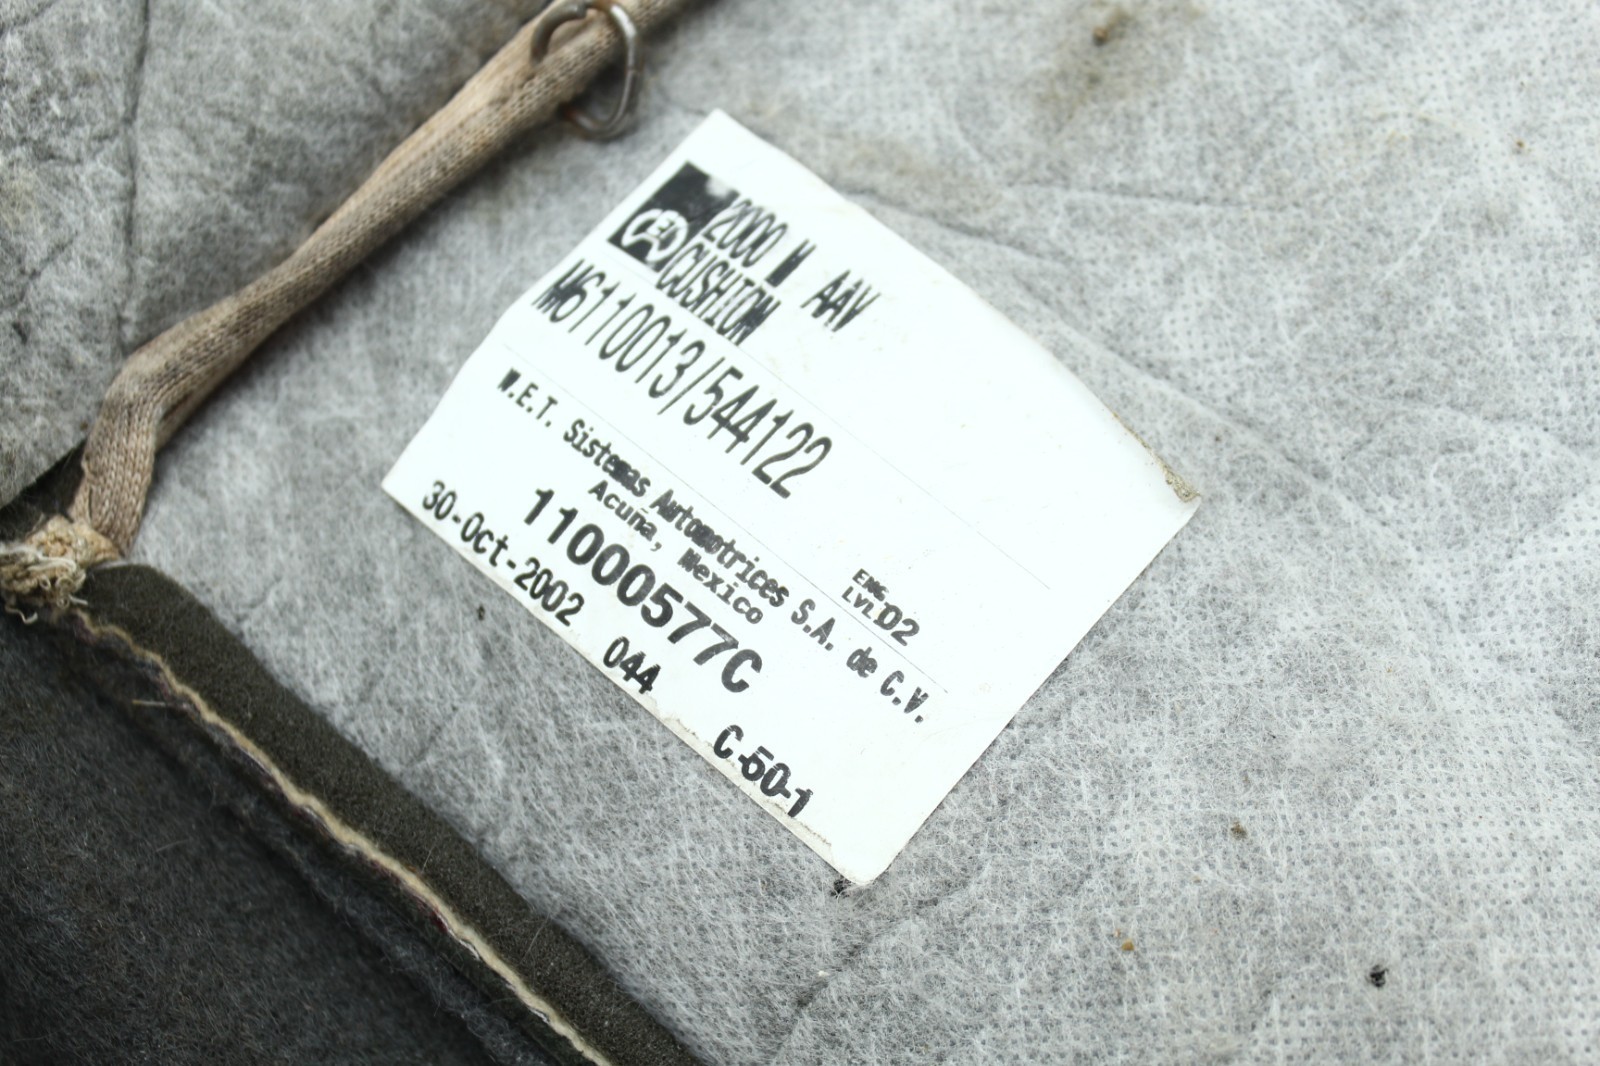 2000 M AAV
CUSHION
M6110013/544122
ENG.
LVL.02
W.E.T. Sistemas Automotrices S.A. de C.V.
Acuña, Mexico
11000577C
30-Oct-2002 044 C-50-1